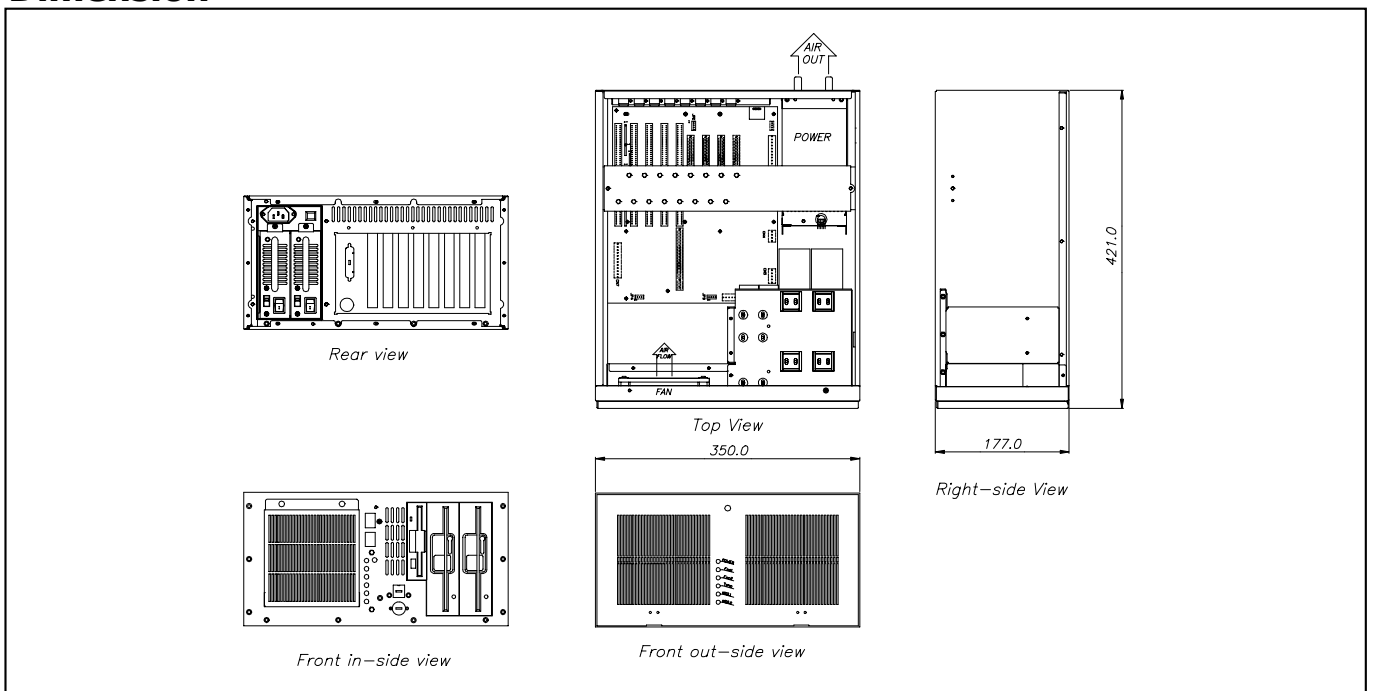 Dimension
AIR
OUT
POWER
421.0
Rear view
AIR
FLOW
FAN
Top View
350.0
177.0
Right-side View
Front in-side view
Front out-side view